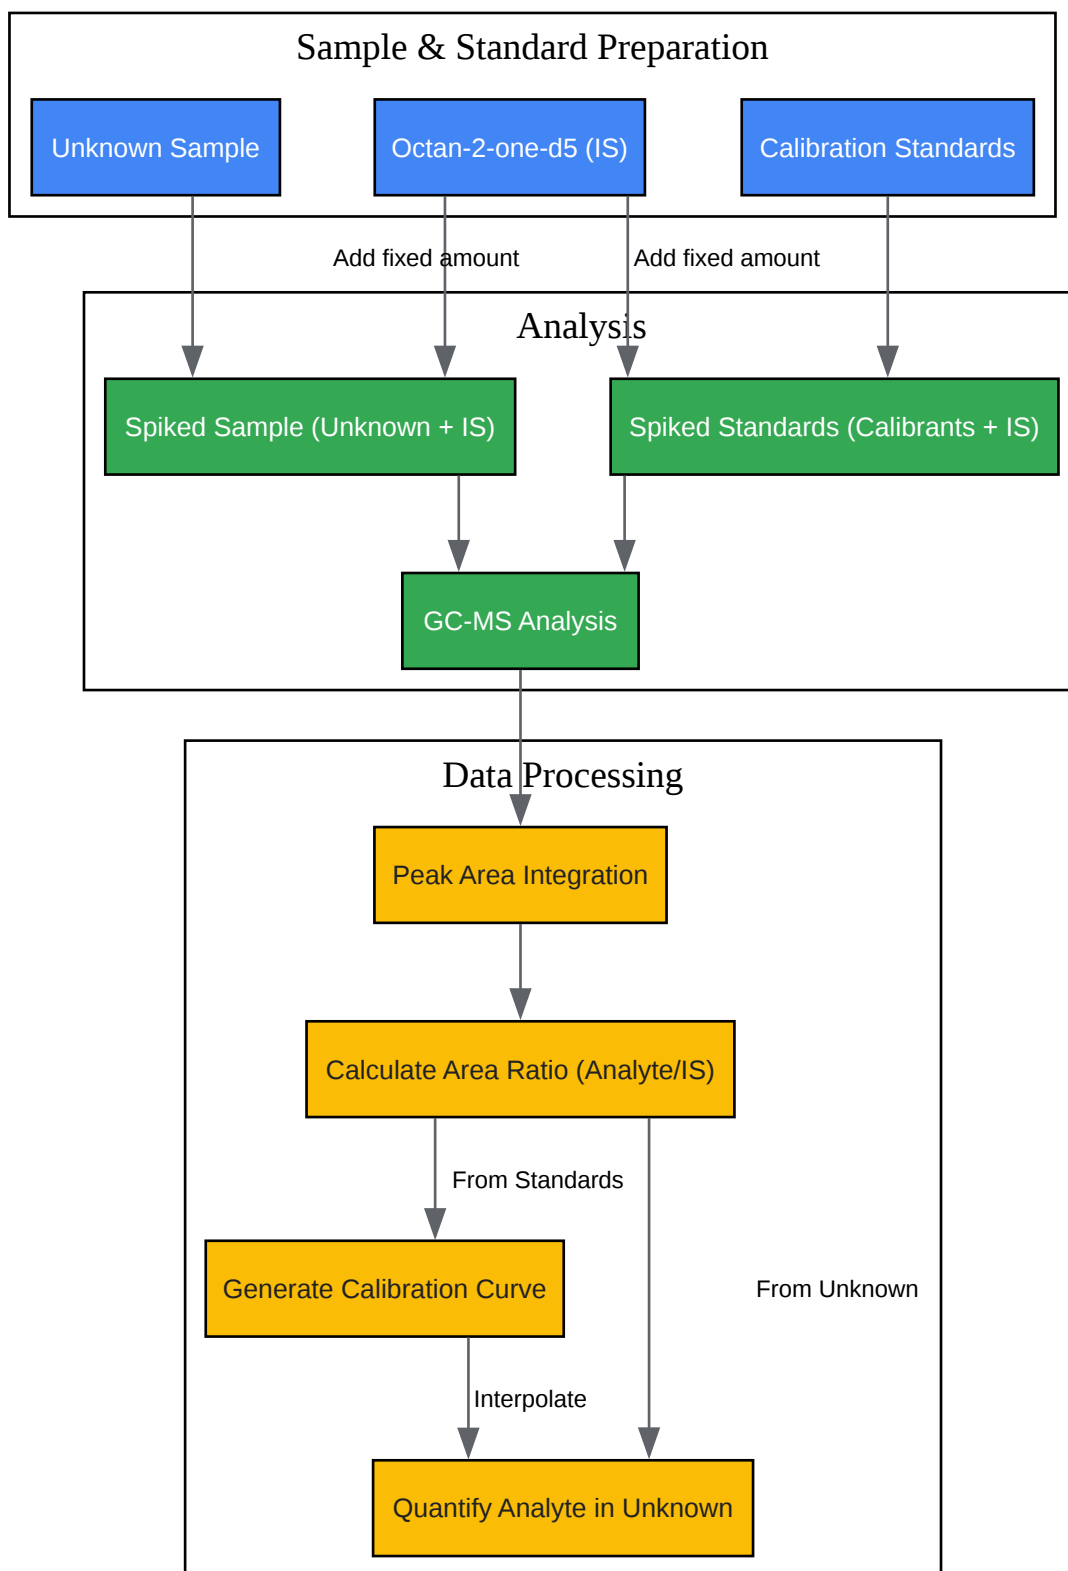 Sample & Standard Preparation
Unknown Sample
Octan-2-one-d5 (IS)
Calibration Standards
Add fixed amount
Add fixed amount
Analysis
Spiked Sample (Unknown + IS)
Spiked Standards (Calibrants + IS)
GC-MS Analysis
Data Processing
Peak Area Integration
Calculate Area Ratio (Analyte/IS)
From Standards
Generate Calibration Curve
From Unknown
Interpolate
Quantify Analyte in Unknown